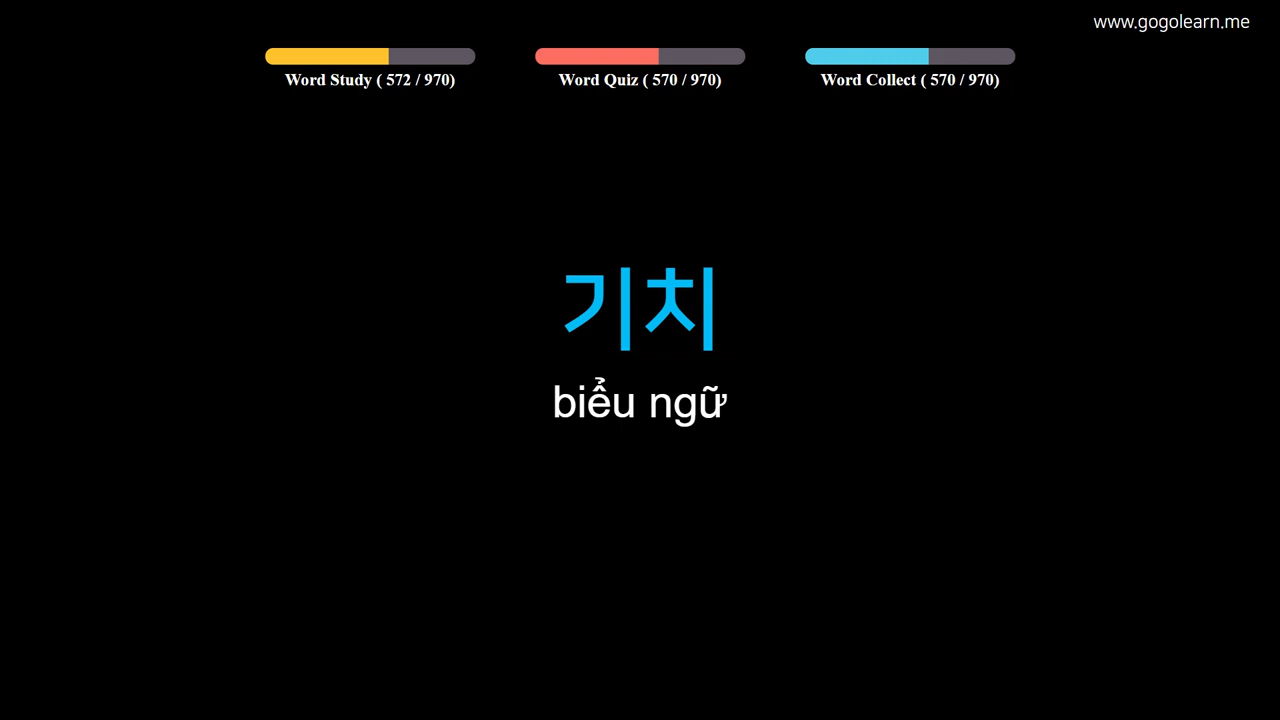 www.gogolearn.me
Word Study ( 572 / 970)
Word Quiz ( 570 / 970)
Word Collect ( 570 / 970)
기치
biểu ngữ